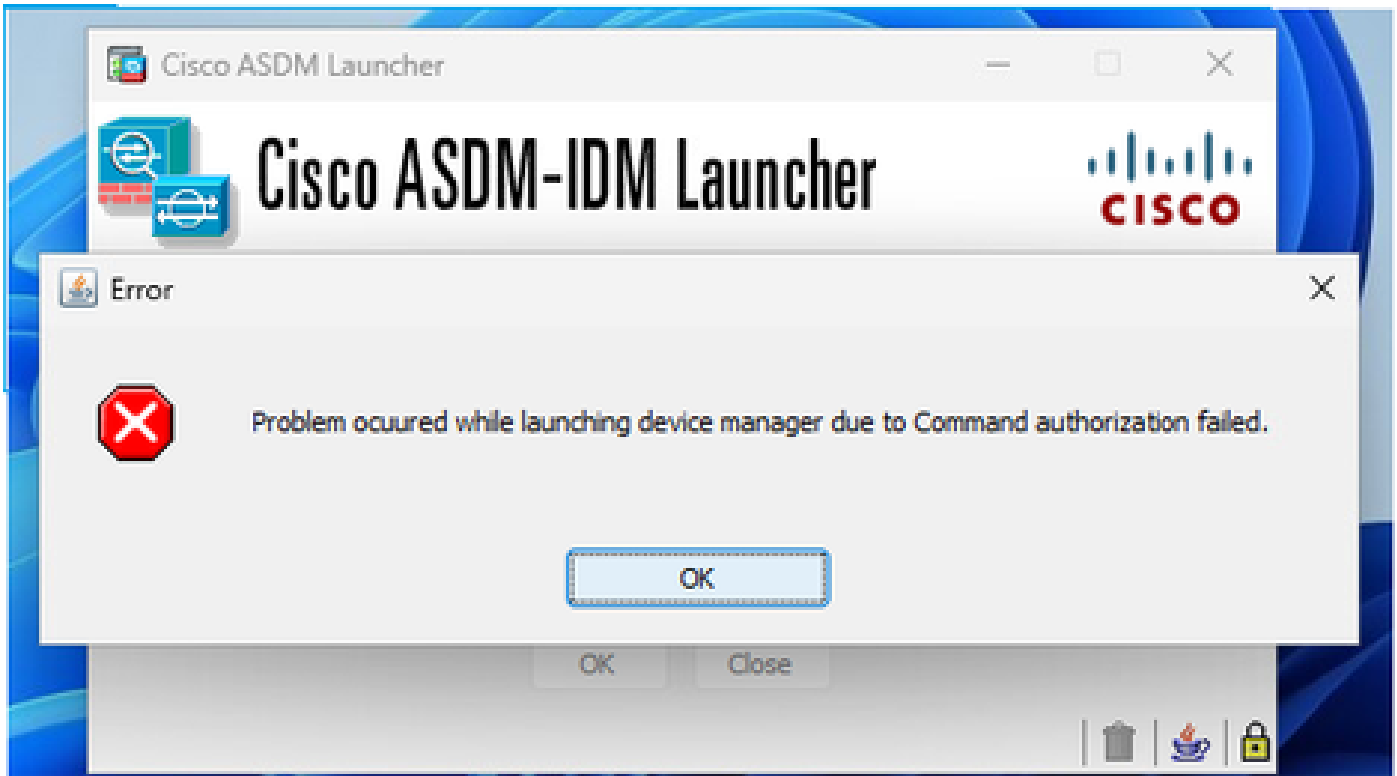 Cisco ASDM Launcher
Cisco ASDM-IDM Launcher
CISCO
Error
Problem ocuured while launching device manager due to Command authorization failed.
OK
OK
Close